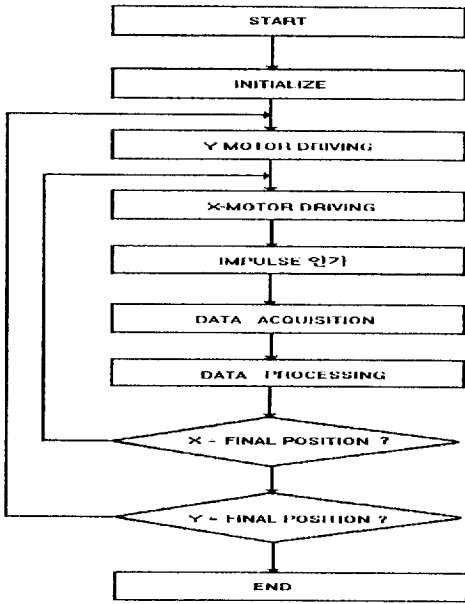 START
INITIALIZE
Y MOTOR DRIVING
X-MOTOR DRIVING
IMPULSE 인가
DATA ACQUISITION
DATA PROCESSING
X - FINAL POSITION ?
Y - FINAL POSITION ?
END